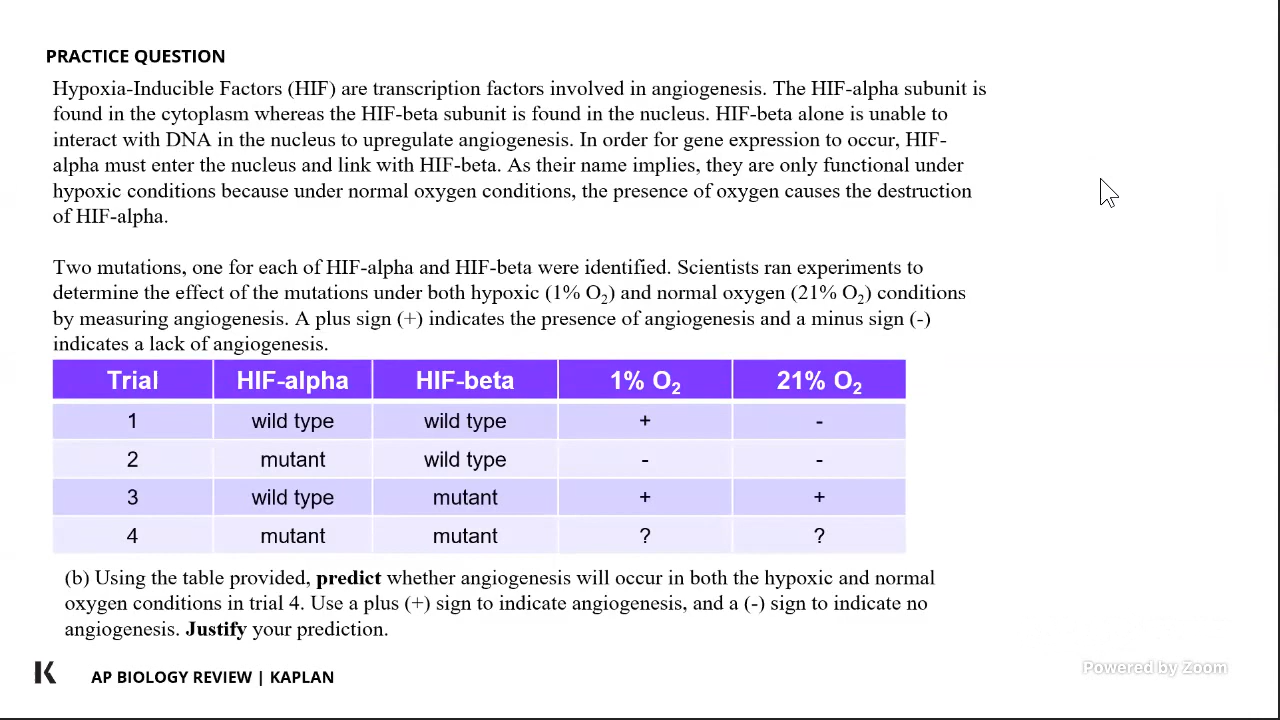 PRACTICE QUESTION
Hypoxia-Inducible Factors (HIF) are transcription factors involved in angiogenesis. The HIF-alpha subunit is
found in the cytoplasm whereas the HIF-beta subunit is found in the nucleus. HIF-beta alone is unable to
interact with DNA in the nucleus to upregulate angiogenesis. In order for gene expression to occur, HIF-
alpha must enter the nucleus and link with HIF-beta. As their name implies, they are only functional under
hypoxic conditions because under normal oxygen conditions, the presence of oxygen causes the destruction
of HIF-alpha.
Two mutations, one for each of HIF-alpha and HIF-beta were identified. Scientists ran experiments to
determine the effect of the mutations under both hypoxic (1% O₂) and normal oxygen (21% O₂) conditions
by measuring angiogenesis. A plus sign (+) indicates the presence of angiogenesis and a minus sign (-)
indicates a lack of angiogenesis.
Trial HIF-alpha HIF-beta 1% O₂ 21% O₂
1 wild type wild type + -
2 mutant wild type - -
3 wild type mutant + +
4 mutant mutant ? ?
(b) Using the table provided, predict whether angiogenesis will occur in both the hypoxic and normal
oxygen conditions in trial 4. Use a plus (+) sign to indicate angiogenesis, and a (-) sign to indicate no
angiogenesis. Justify your prediction.
K AP BIOLOGY REVIEW | KAPLAN
Powered by Zoom